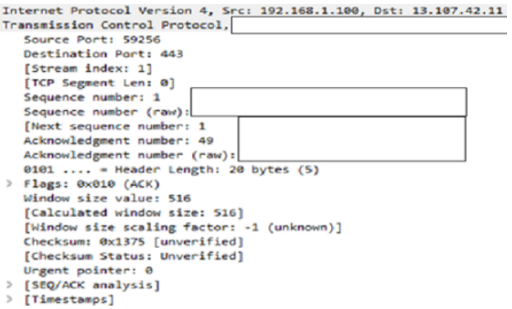 Internet Protocol Version 4, Src: 192.168.1.100, Dst: 13.107.42.11
Transmission Control Protocol,
Source Port: 59256
Destination Port: 443
[Stream index: 1]
[TCP Segment Len: 0]
Sequence number: 1
Sequence number (raw):
[Next sequence number: 1
Acknowledgment number: 49
Acknowledgment number (raw):
0101 .... = Header Length: 20 bytes (5)
> Flags: 0x010 (ACK)
Window size value: 516
[Calculated window size: 516]
[Window size scaling factor: -1 (unknown)]
Checksum: 0x1375 [unverified]
[Checksum Status: Unverified]
Urgent pointer: 0
> [SEQ/ACK analysis]
> [Timestamps]